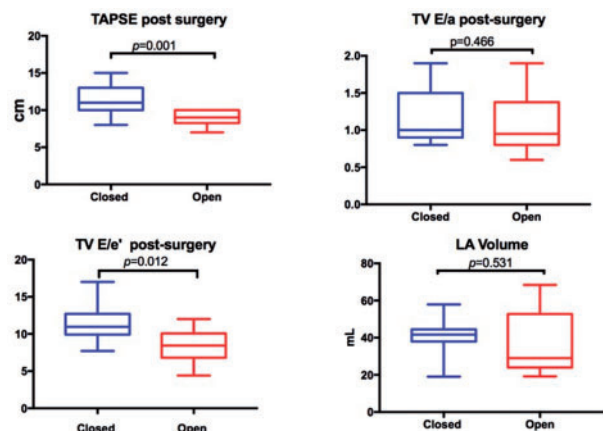 TAPSE post surgery
p=0.001
20
15
10
5
0
cm
Closed Open
TV E/a post-surgery
p=0.466
2.0
1.5
1.0
0.5
0.0
Closed Open
TV E/e' post-surgery
p=0.012
20
15
10
5
0
Closed Open
LA Volume
p=0.531
80
60
40
20
0
mL
Closed Open